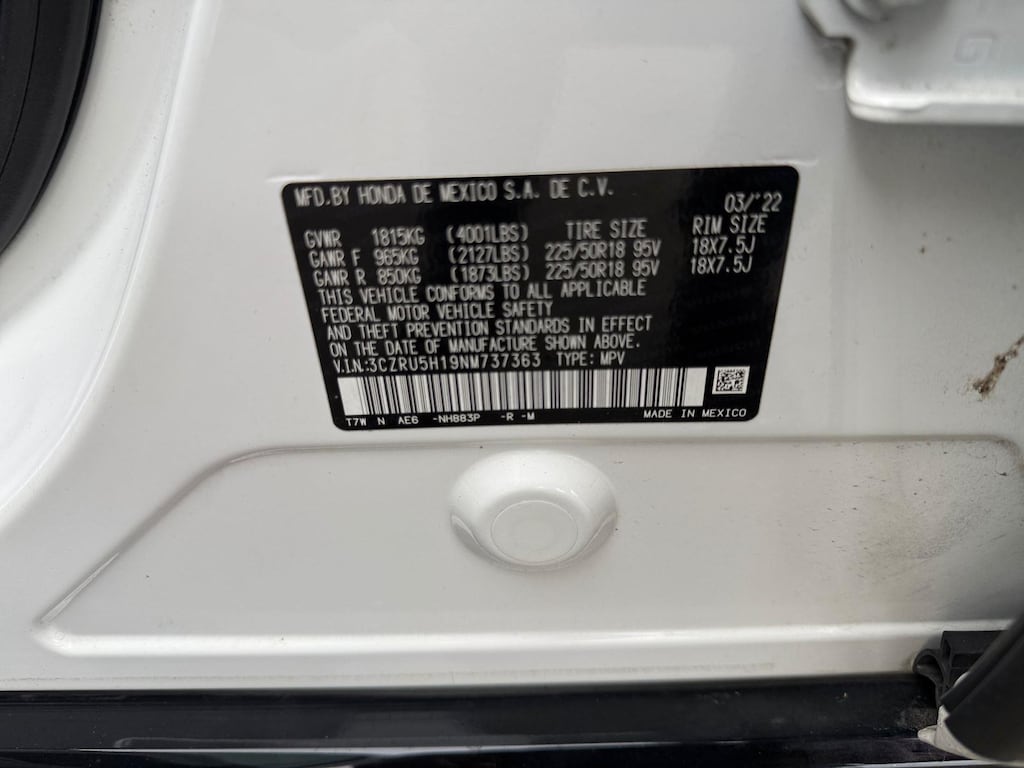 MFD.BY HONDA DE MEXICO S.A. DE C.V.
03/'22
GVWR 1815KG (4001LBS) TIRE SIZE RIM SIZE
GAWR F 965KG (2127LBS) 225/50R18 95V 18X7.5J
GAWR R 850KG (1873LBS) 225/50R18 95V 18X7.5J
THIS VEHICLE CONFORMS TO ALL APPLICABLE
FEDERAL MOTOR VEHICLE SAFETY
AND THEFT PREVENTION STANDARDS IN EFFECT
ON THE DATE OF MANUFACTURE SHOWN ABOVE.
V.I.N.:3CZRU5H19NM737363 TYPE: MPV
T7W N AE6 -NH883P -R -M MADE IN MEXICO